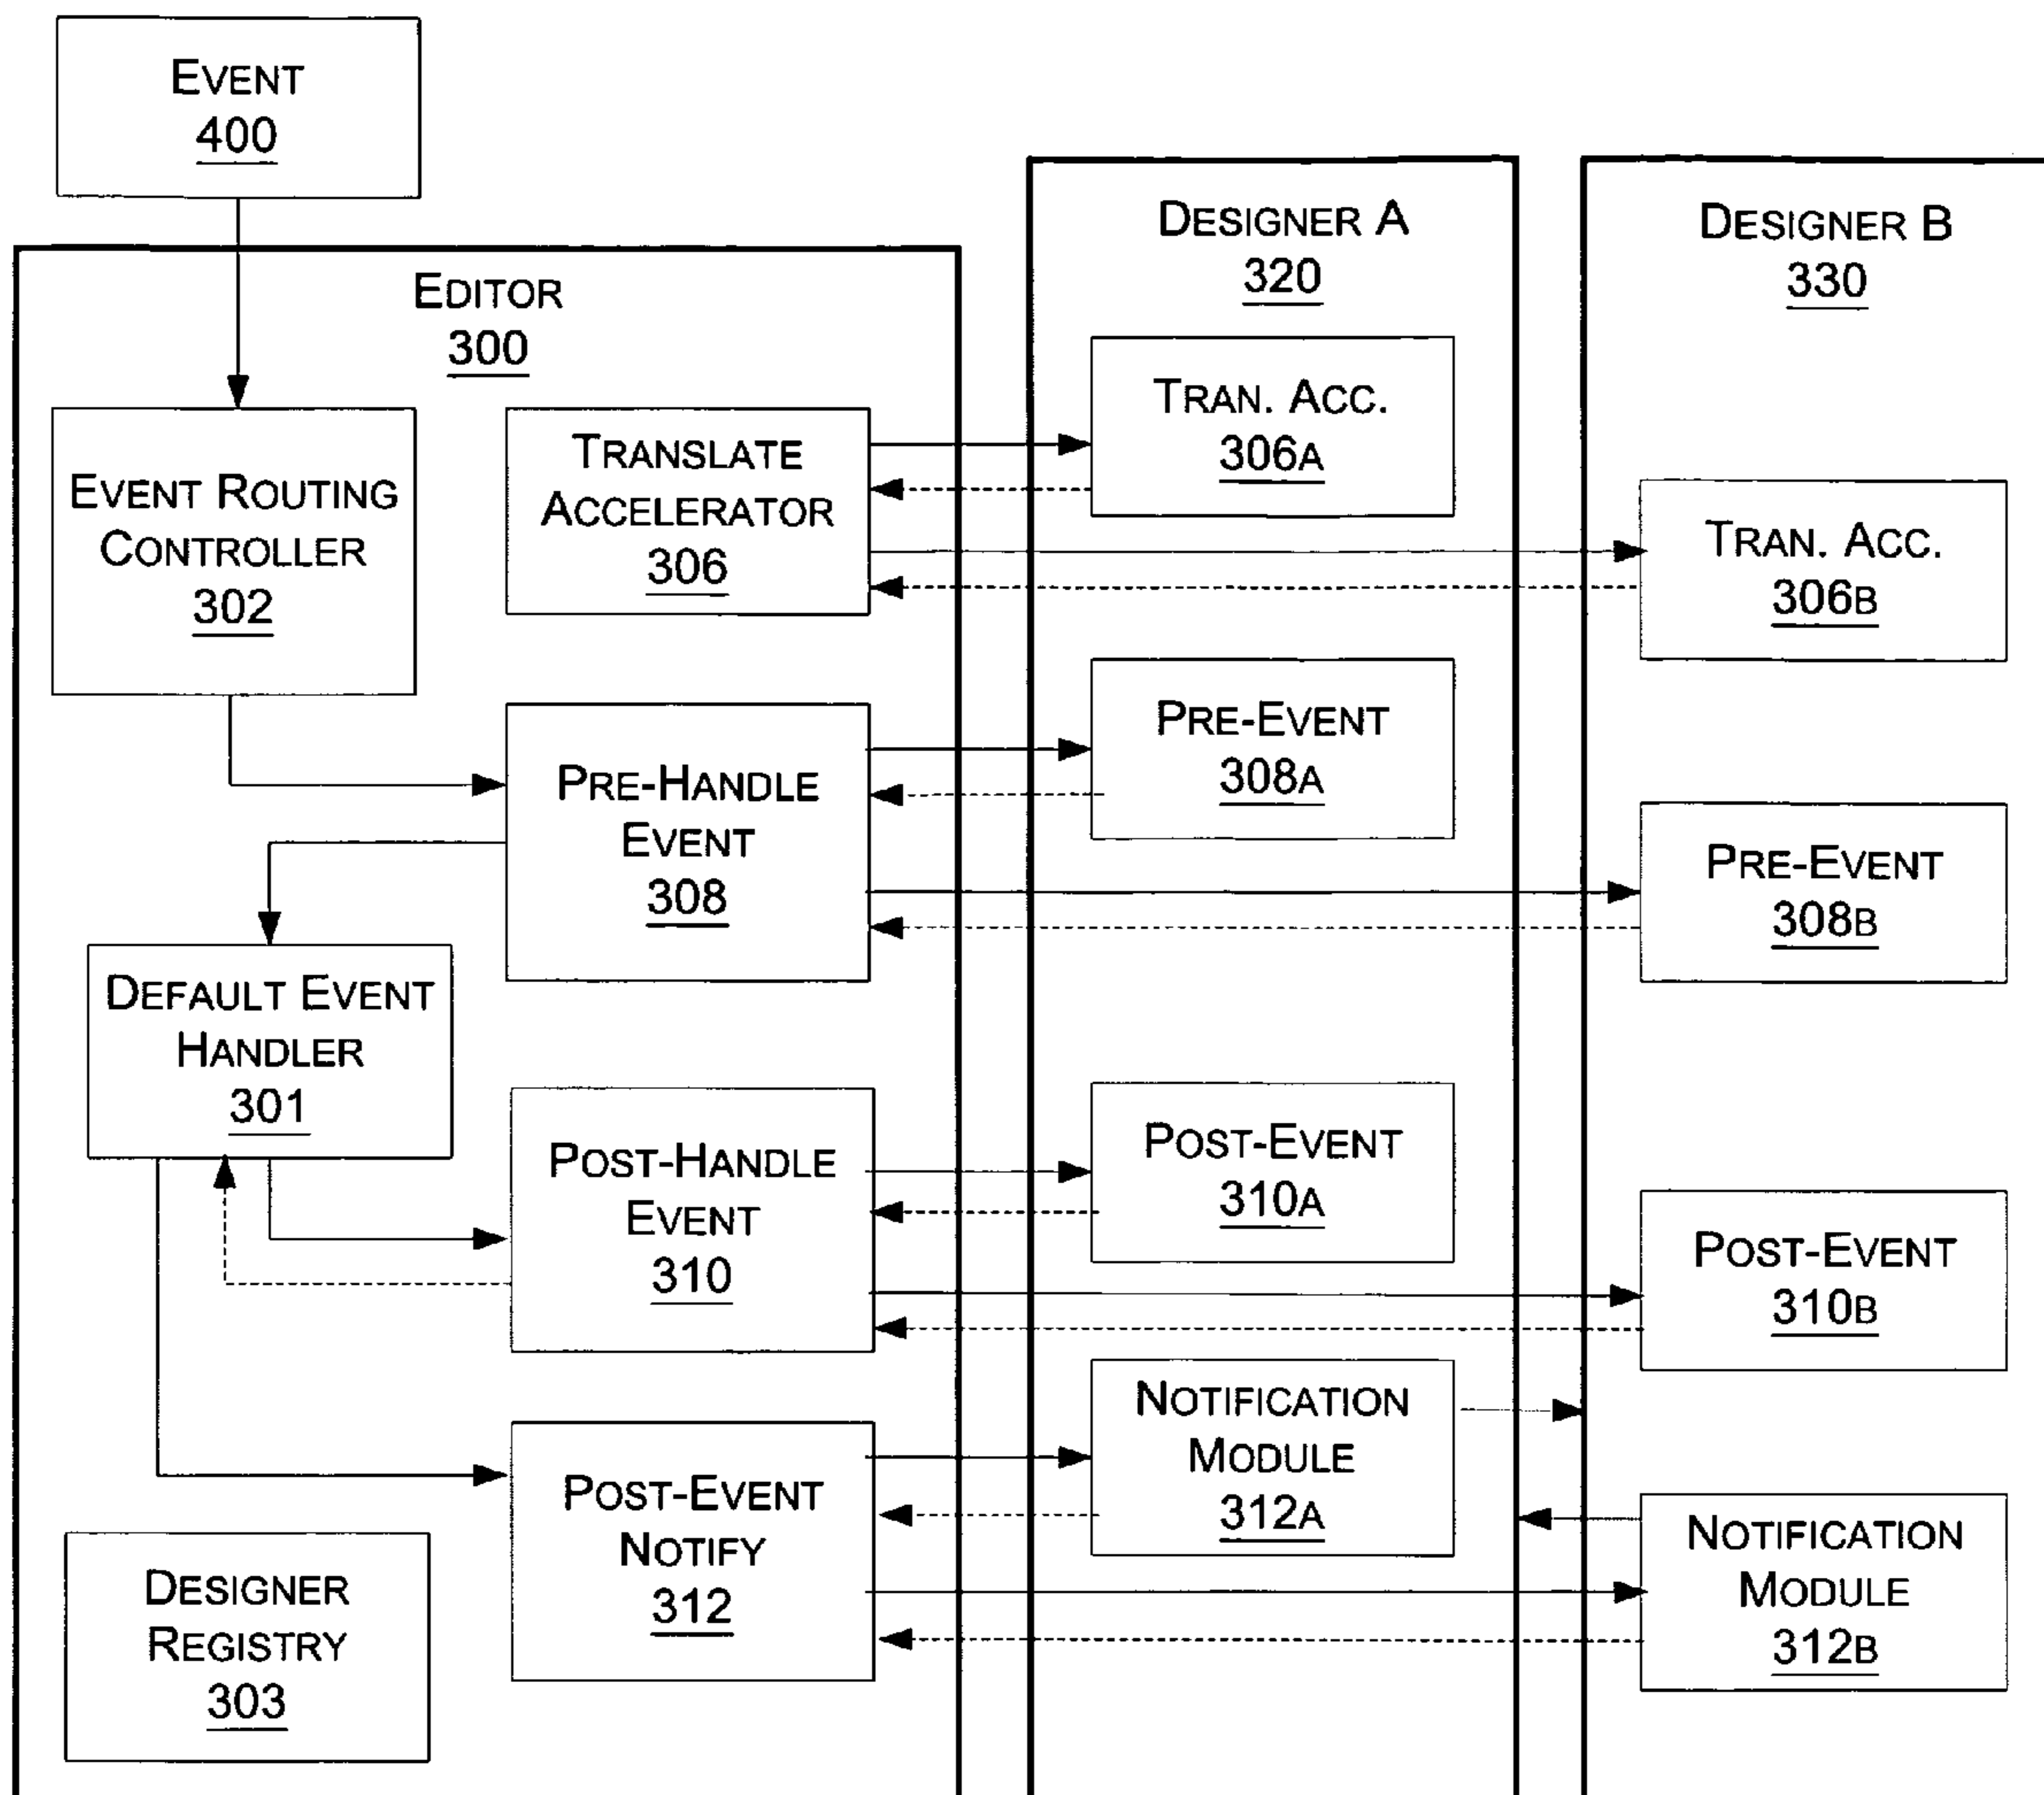 EVENT
400
EDITOR
300
EVENT ROUTING
CONTROLLER
302
TRANSLATE
ACCELERATOR
306
PRE-HANDLE
EVENT
308
DEFAULT EVENT
HANDLER
301
POST-HANDLE
EVENT
310
POST-EVENT
NOTIFY
312
DESIGNER
REGISTRY
303
DESIGNER A
320
TRAN. ACC.
306A
PRE-EVENT
308A
POST-EVENT
310A
NOTIFICATION
MODULE
312A
DESIGNER B
330
TRAN. ACC.
306B
PRE-EVENT
308B
POST-EVENT
310B
NOTIFICATION
MODULE
312B